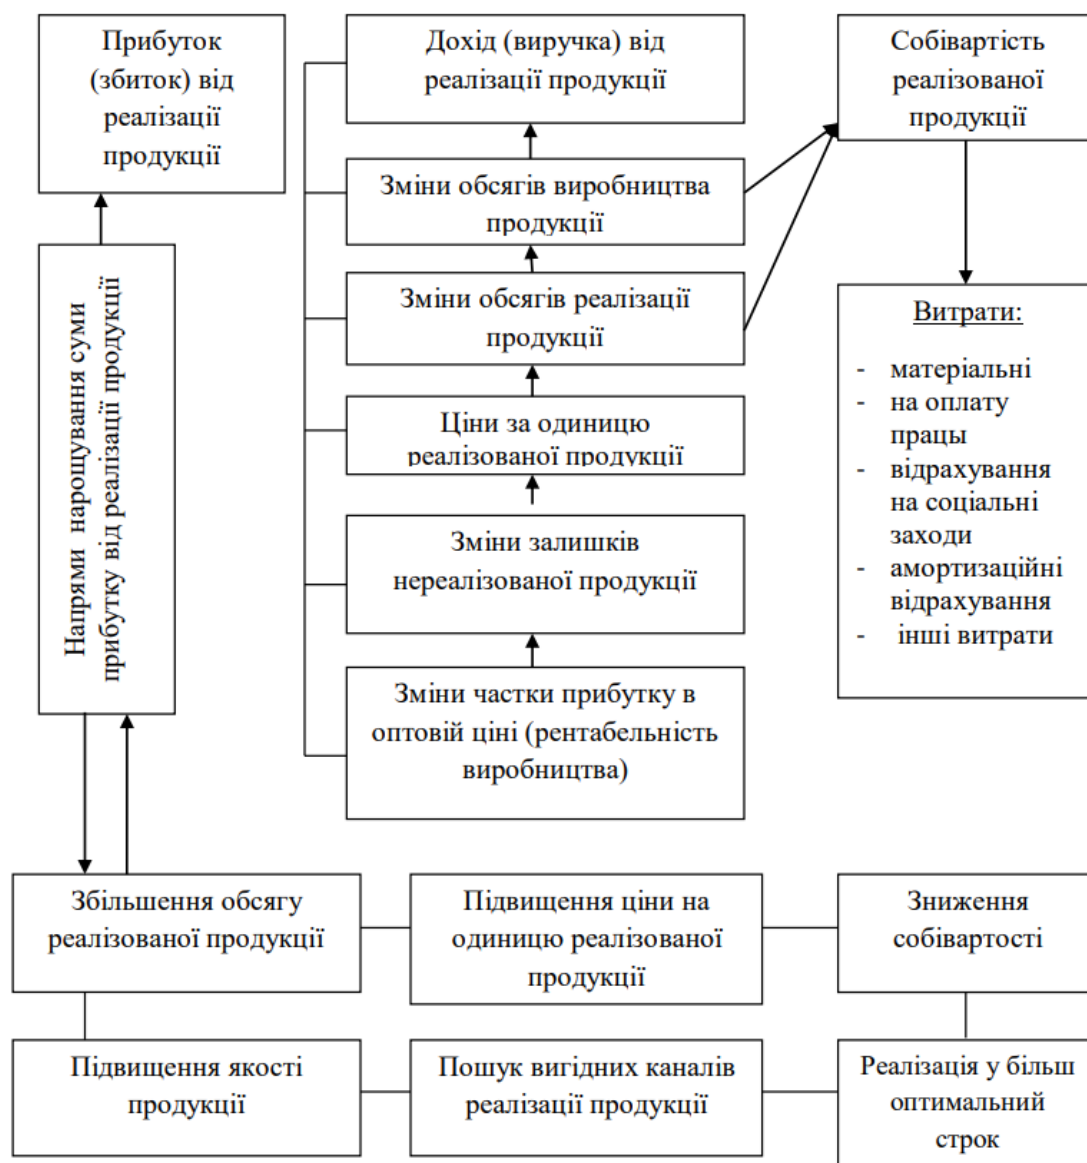 Прибуток
(збиток) від
реалізації
продукції
Дохід (виручка) від
реалізації продукції
Собівартість
реалізованої
продукції
Зміни обсягів виробництва
продукції
Зміни обсягів реалізації
продукції
Ціни за одиницю
реалізованої продукції
Зміни залишків
нереалізованої продукції
Зміни частки прибутку в
оптовій ціні (рентабельність
виробництва)
Напрями нарощування суми
прибутку від реалізації продукції
Витрати:
- матеріальні
- на оплату
працы
- відрахування
на соціальні
заходи
- амортизаційні
відрахування
- інші витрати
Збільшення обсягу
реалізованої продукції
Підвищення ціни на
одиницю реалізованої
продукції
Зниження
собівартості
Підвищення якості
продукції
Пошук вигідних каналів
реалізації продукції
Реалізація у більш
оптимальний
строк